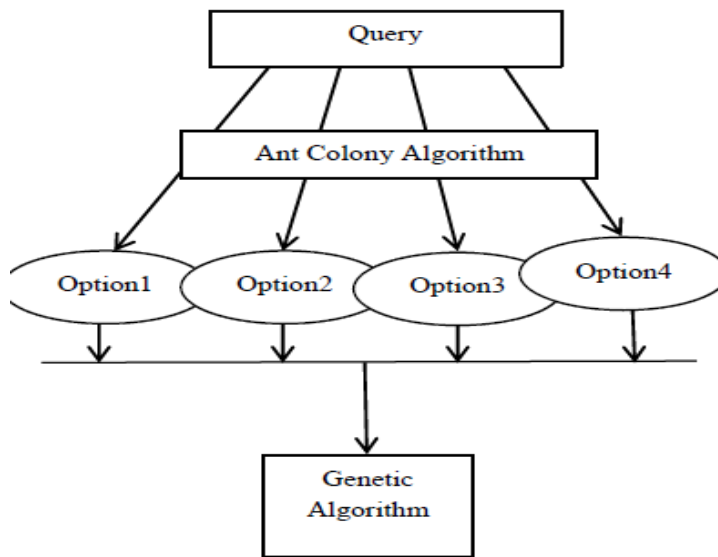 Query
Ant Colony Algorithm
Option1
Option2
Option3
Option4
Genetic
Algorithm